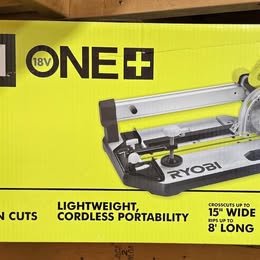 18V ONE+
RYOBI
N CUTS
LIGHTWEIGHT,
CORDLESS PORTABILITY
CROSSCUTS UP TO
15" WIDE
RIPS UP TO
8' LONG